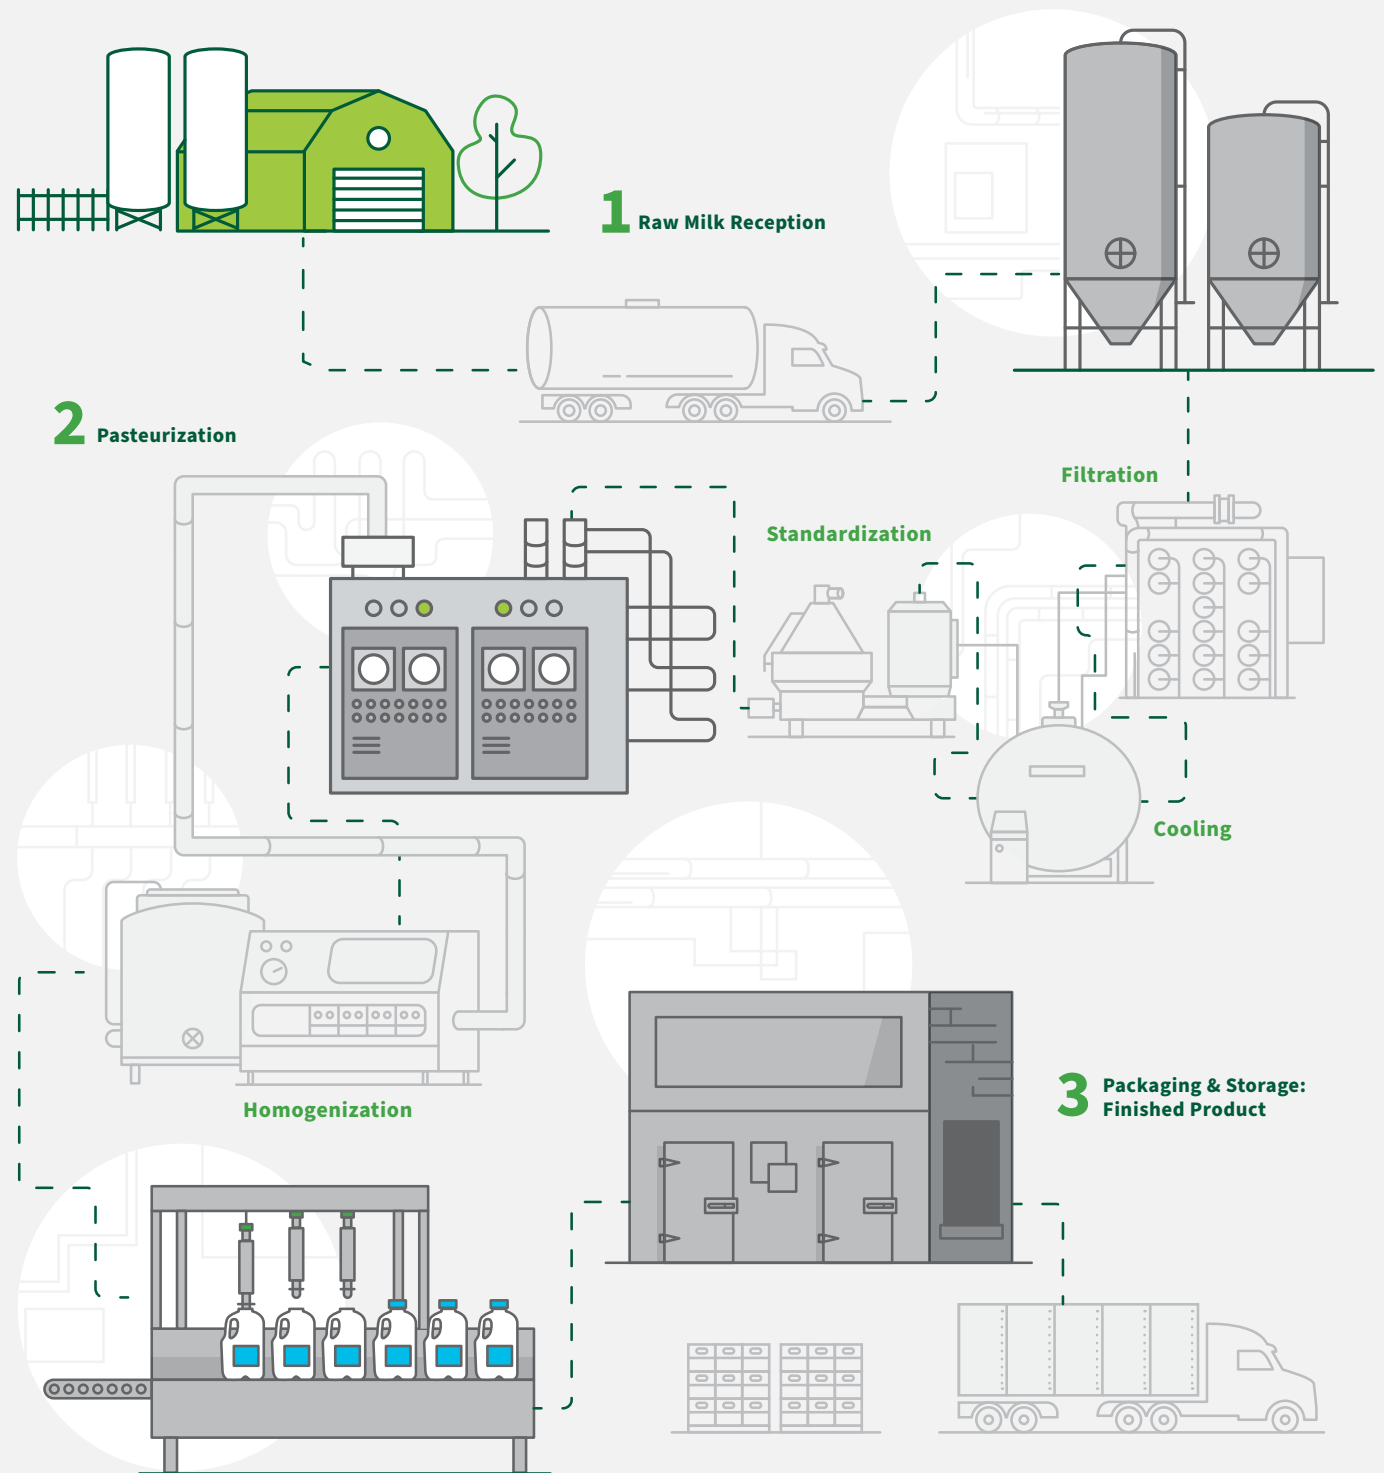 1 Raw Milk Reception
2 Pasteurization
Filtration
Standardization
Cooling
Homogenization
3 Packaging & Storage:
Finished Product